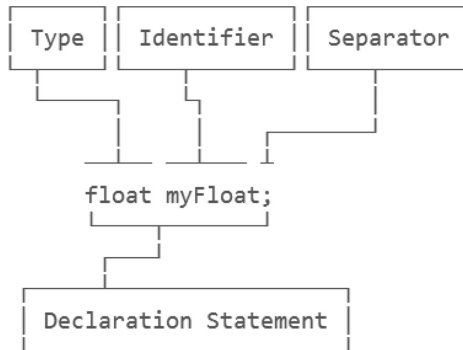 Type Identifier Separator
float myFloat;
Declaration Statement